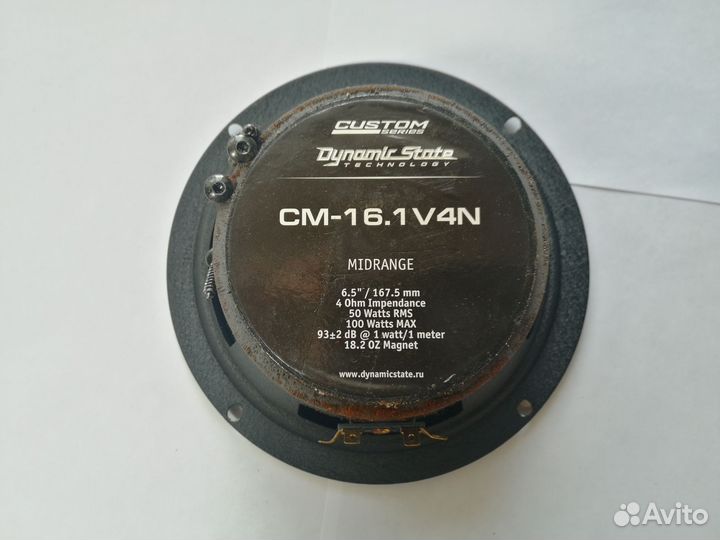 CUSTOM
SERIES
Dynamic State
TECHNOLOGY
CM-16.1V4N
MIDRANGE
6.5"/167.5 mm
4 Ohm Impendance
50 Watts RMS
100 Watts MAX
93±2 dB @ 1 watt/1 meter
18.2 OZ Magnet
www.dynamicstate.ru
Avito